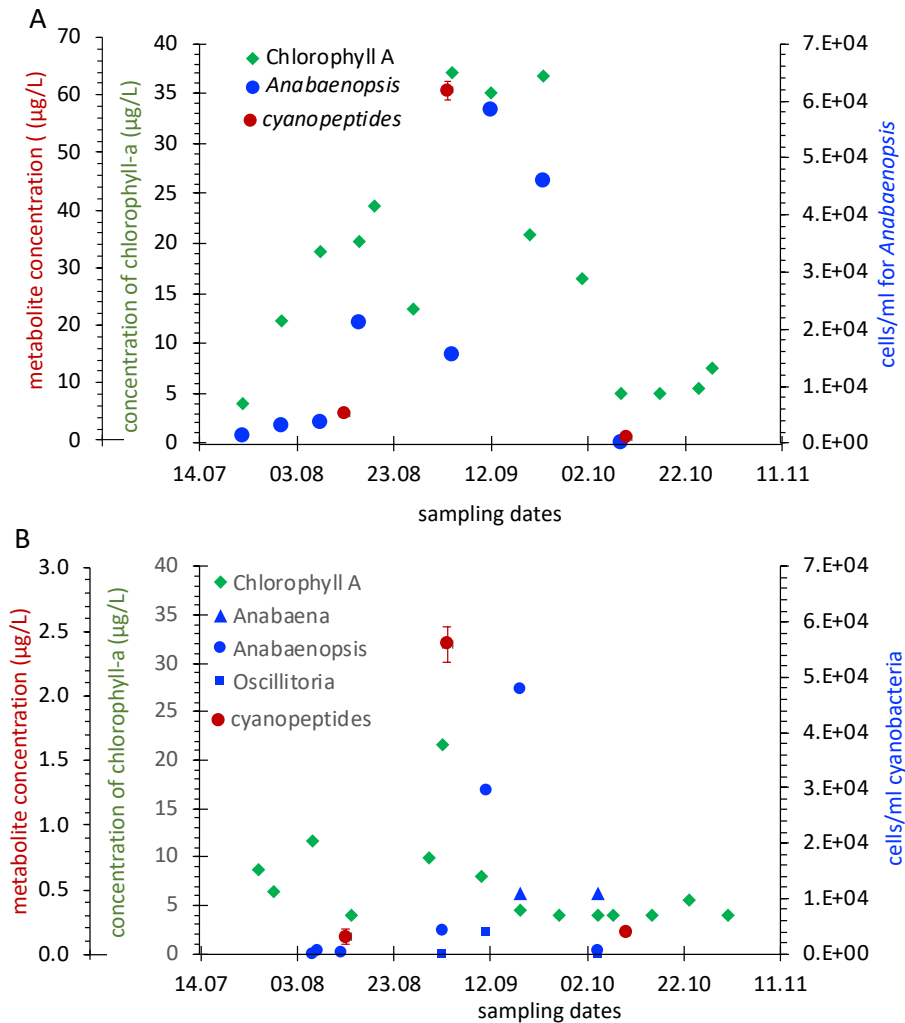 A
metabolite concentration ( (µg/L)
70
60
50
40
30
20
10
0
concentration of chlorophyll-a (µg/L)
40
35
30
25
20
15
10
5
0
Chlorophyll A
Anabaenopsis
cyanopeptides
7.E+04
6.E+04
5.E+04
4.E+04
3.E+04
2.E+04
1.E+04
0.E+00
cells/ml for Anabaenopsis
14.07 03.08 23.08 12.09 02.10 22.10 11.11
sampling dates
B
metabolite concentration (µg/L)
3.0
2.5
2.0
1.5
1.0
0.5
0.0
concentration of chlorophyll-a (µg/L)
40
35
30
25
20
15
10
5
0
Chlorophyll A
Anabaena
Anabaenopsis
Oscillitoria
cyanopeptides
7.E+04
6.E+04
5.E+04
4.E+04
3.E+04
2.E+04
1.E+04
0.E+00
cells/ml cyanobacteria
14.07 03.08 23.08 12.09 02.10 22.10 11.11
sampling dates